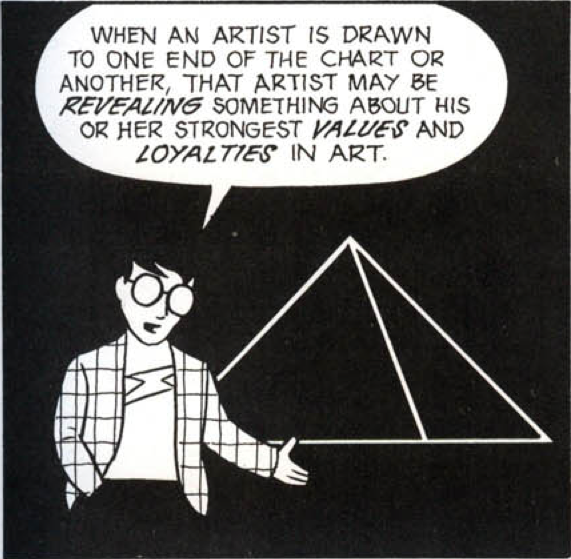 WHEN AN ARTIST IS DRAWN
TO ONE END OF THE CHART OR
ANOTHER, THAT ARTIST MAY BE
REVEALING SOMETHING ABOUT HIS
OR HER STRONGEST VALUES AND
LOYALTIES IN ART.